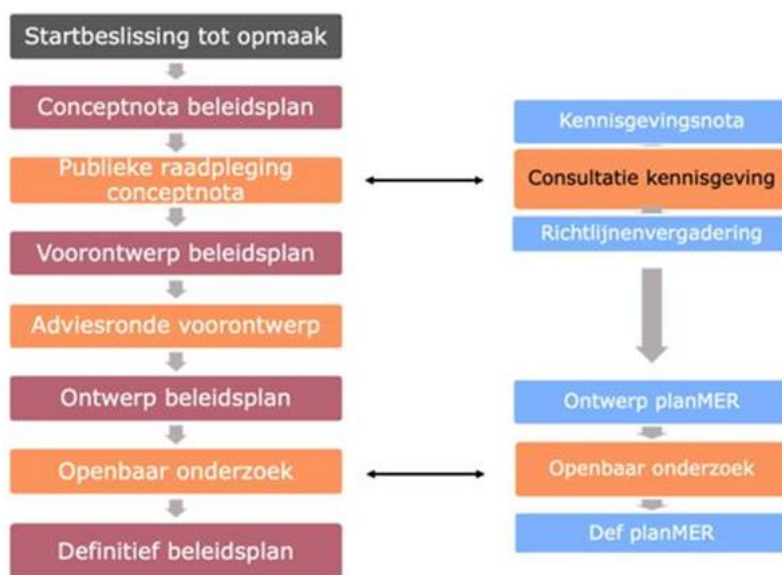 Startbeslissing tot opmaak
Conceptnota beleidsplan
Publieke raadpleging
conceptnota
Voorontwerp beleidsplan
Adviesronde voorontwerp
Ontwerp beleidsplan
Openbaar onderzoek
Definitief beleidsplan
Kennisgevingsnota
Consultatie kennisgeving
Richtlijnenvergadering
Ontwerp planMER
Openbaar onderzoek
Def planMER